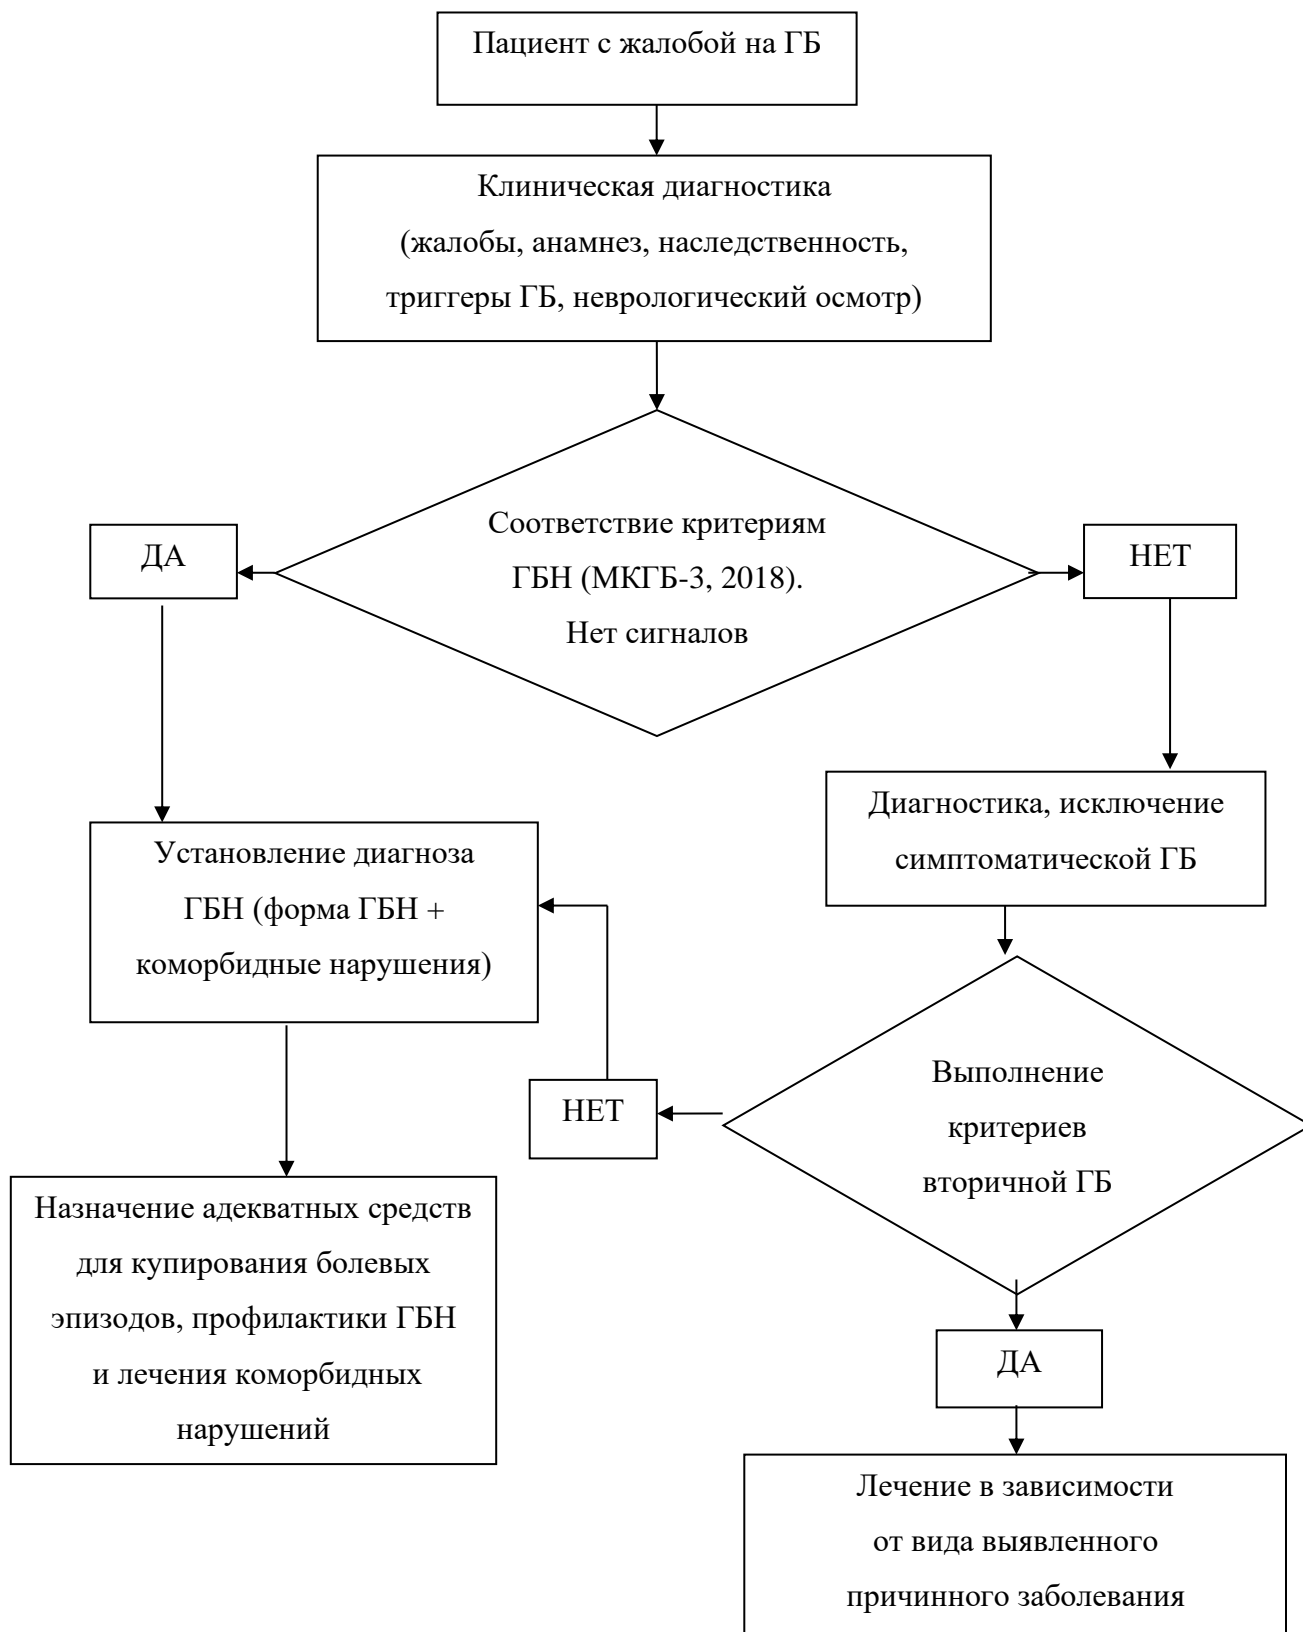 Пациент с жалобой на ГБ
Клиническая диагностика
(жалобы, анамнез, наследственность,
триггеры ГБ, неврологический осмотр)
Соответствие критериям
ГБН (МКГБ-3, 2018).
Нет сигналов
ДА
НЕТ
Установление диагноза
ГБН (форма ГБН +
коморбидные нарушения)
Диагностика, исключение
симптоматической ГБ
Выполнение
критериев
вторичной ГБ
НЕТ
Назначение адекватных средств
для купирования болевых
эпизодов, профилактики ГБН
и лечения коморбидных
нарушений
ДА
Лечение в зависимости
от вида выявленного
причинного заболевания